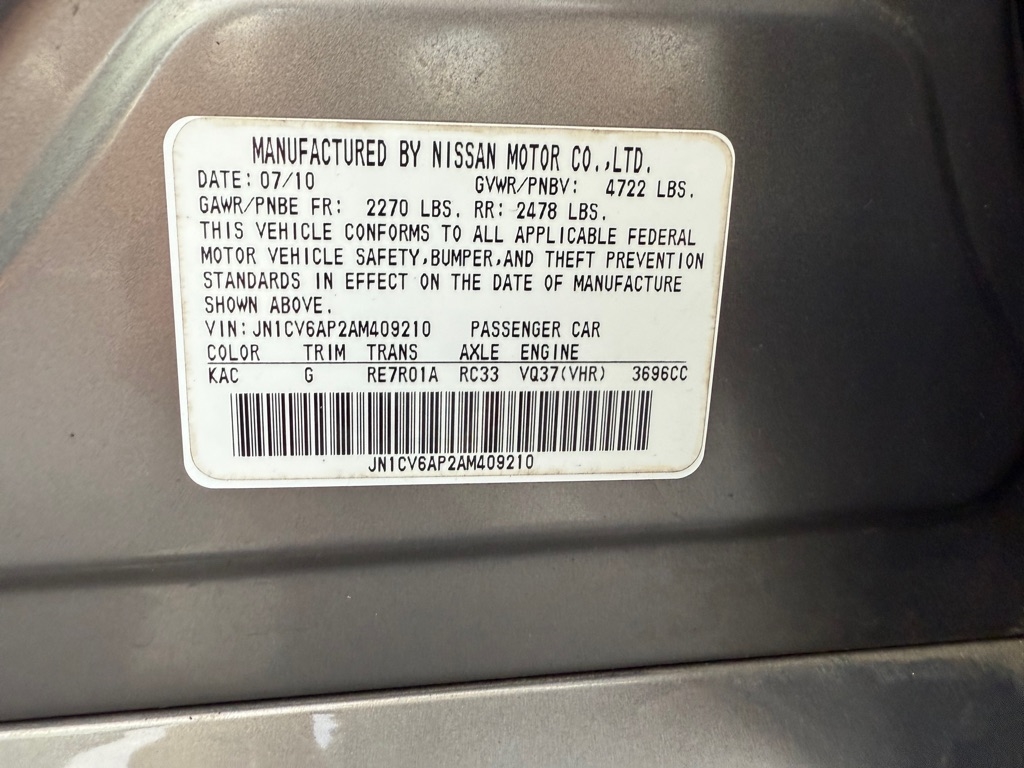 MANUFACTURED BY NISSAN MOTOR CO.,LTD.
DATE: 07/10 GVWR/PNBV: 4722 LBS.
GAWR/PNBE FR: 2270 LBS. RR: 2478 LBS.
THIS VEHICLE CONFORMS TO ALL APPLICABLE FEDERAL
MOTOR VEHICLE SAFETY,BUMPER,AND THEFT PREVENTION
STANDARDS IN EFFECT ON THE DATE OF MANUFACTURE
SHOWN ABOVE.
VIN: JN1CV6AP2AM409210 PASSENGER CAR
COLOR TRIM TRANS AXLE ENGINE
KAC G RE7R01A RC33 VQ37(VHR) 3696CC
JN1CV6AP2AM409210